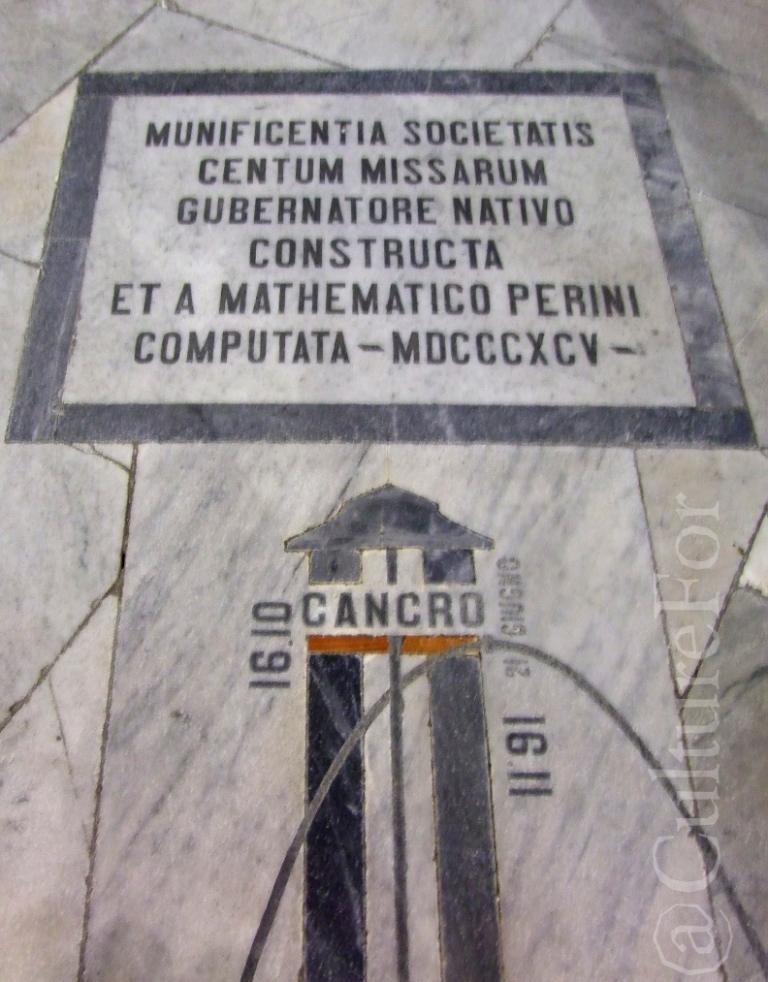 MUNIFICENTIA SOCIETATIS
CENTUM MISSARUM
GUBERNATORE NATIVO
CONSTRUCTA
ET A MATHEMATICO PERINI
COMPUTATA – MDCCCXCV –
CANCRO
16.10
21 GIUGNO
11.91
@CultureFor